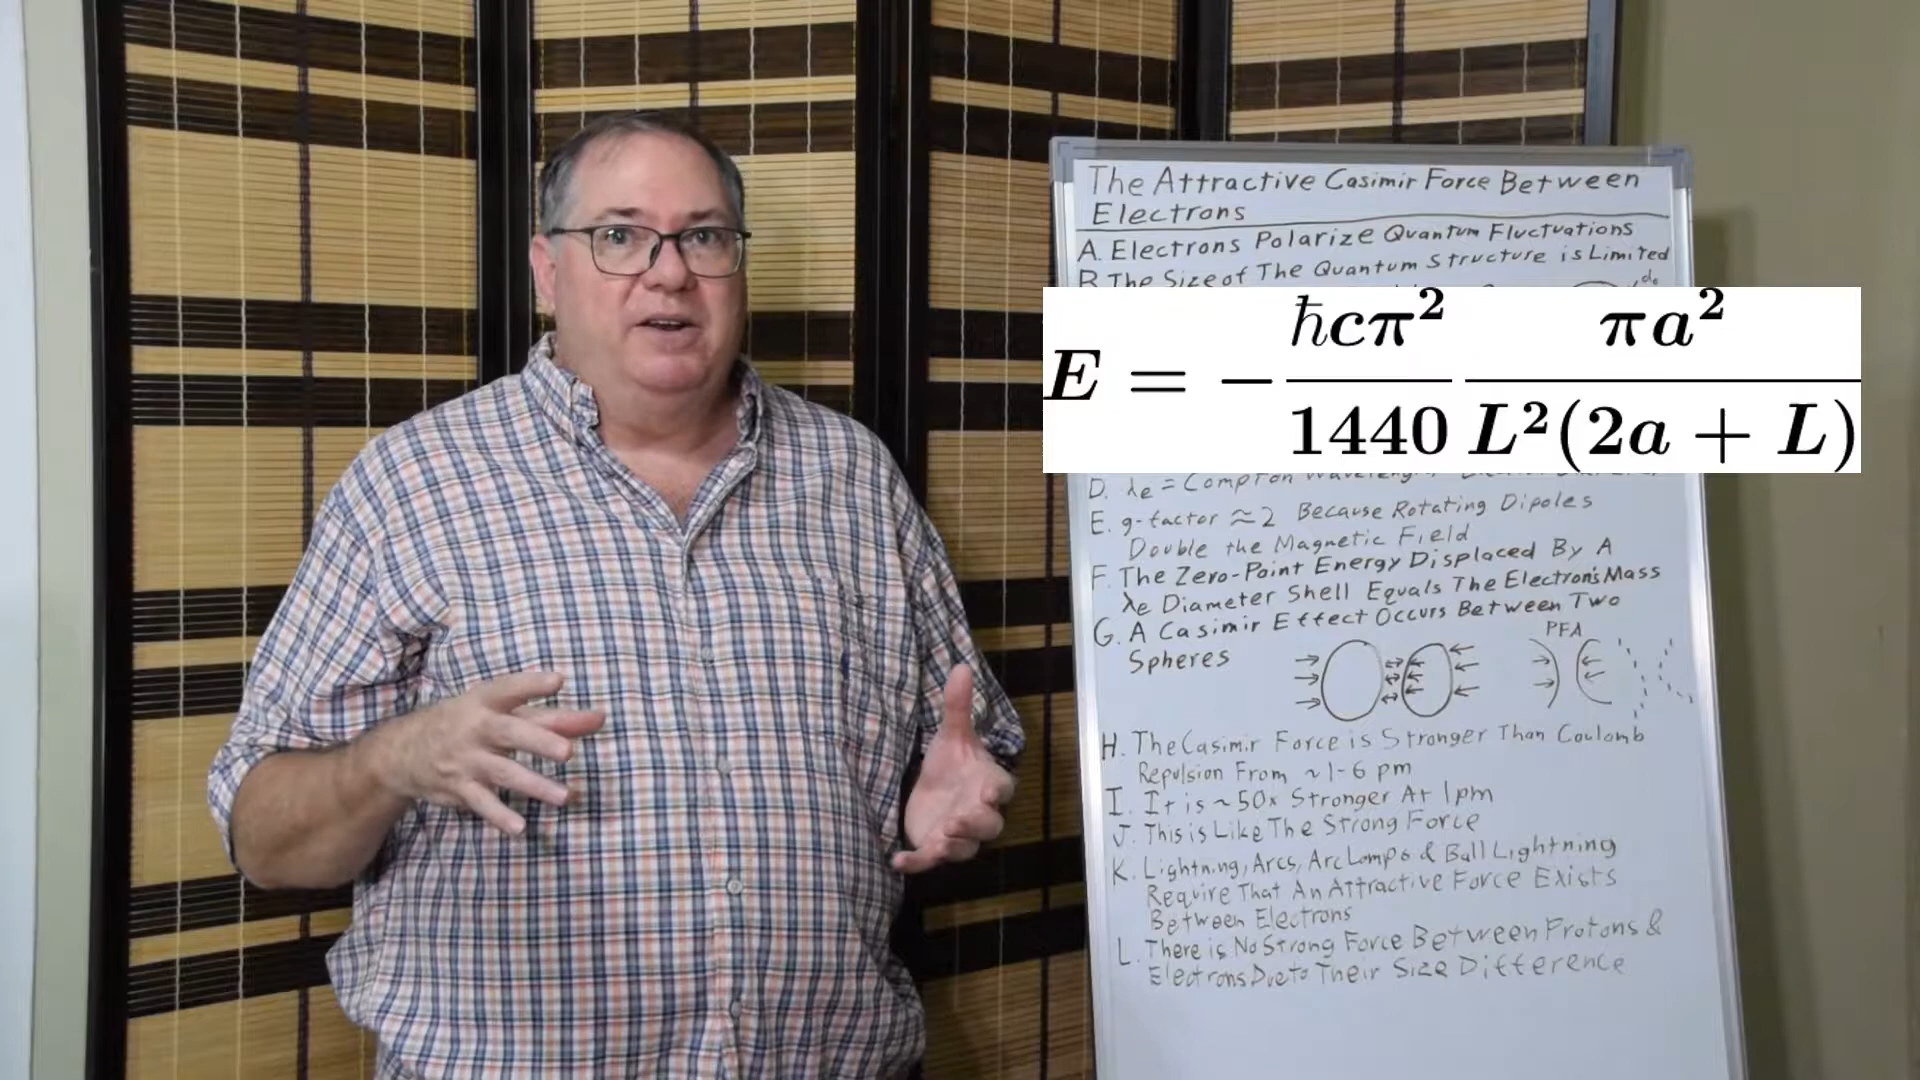 The Attractive Casimir Force Between
Electrons
A. Electrons Polarize Quantum Fluctuations
B. The Size of The Quantum Structure is Limited
de
E = − ħcπ² / 1440 πa² / L²(2a + L)
D. λe = Compton Wavelength,
E. g-factor ≈ 2 Because Rotating Dipoles
Double the Magnetic Field
F. The Zero-Point Energy Displaced By A
λe Diameter Shell Equals The Electron's Mass
G. A Casimir Effect Occurs Between Two
Spheres
PFA
H. The Casimir Force is Stronger Than Coulomb
Repulsion From ~1-6 pm
I. It is ~50x Stronger At 1pm
J. This is Like The Strong Force
K. Lightning, Arcs, Arc Lamps & Ball Lightning
Require That An Attractive Force Exists
Between Electrons
L. There is No Strong Force Between Protons &
Electrons Due to Their Size Difference